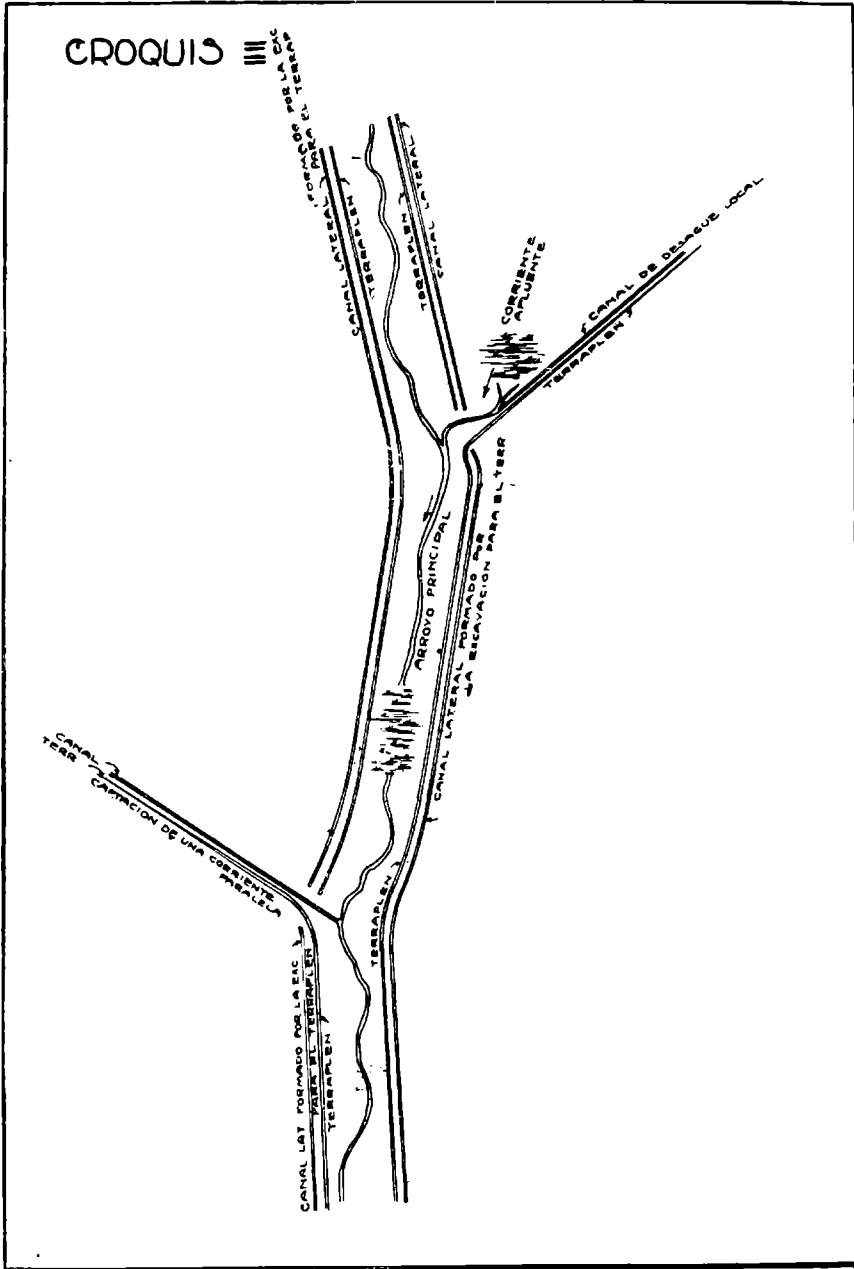 CROQUIS III
FORMADO POR LA EXC
PARA EL TERRAP
CANAL LATERAL
TERRAPLEN
TERRAPLEN
CANAL LATERAL
CORRIENTE
AFLUENTE
CANAL DE DESAGUE LOCAL
TERRAPLEN
ARROYO PRINCIPAL
CANAL LATERAL FORMADO POR
LA EXCAVACION PARA EL TERR
CANAL
TERR
CAPTACION DE UNA CORRIENTE
PARALELA
TERRAPLEN
CANAL LAT FORMADO POR LA EXC
PARA EL TERRAPLEN
TERRAPLEN